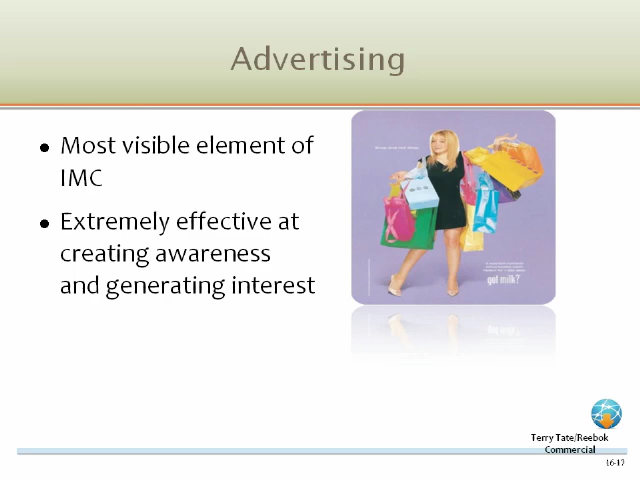 Advertising
● Most visible element of
IMC
● Extremely effective at
creating awareness
and generating interest
got milk?
Terry Tate/Reebok
Commercial
16-17